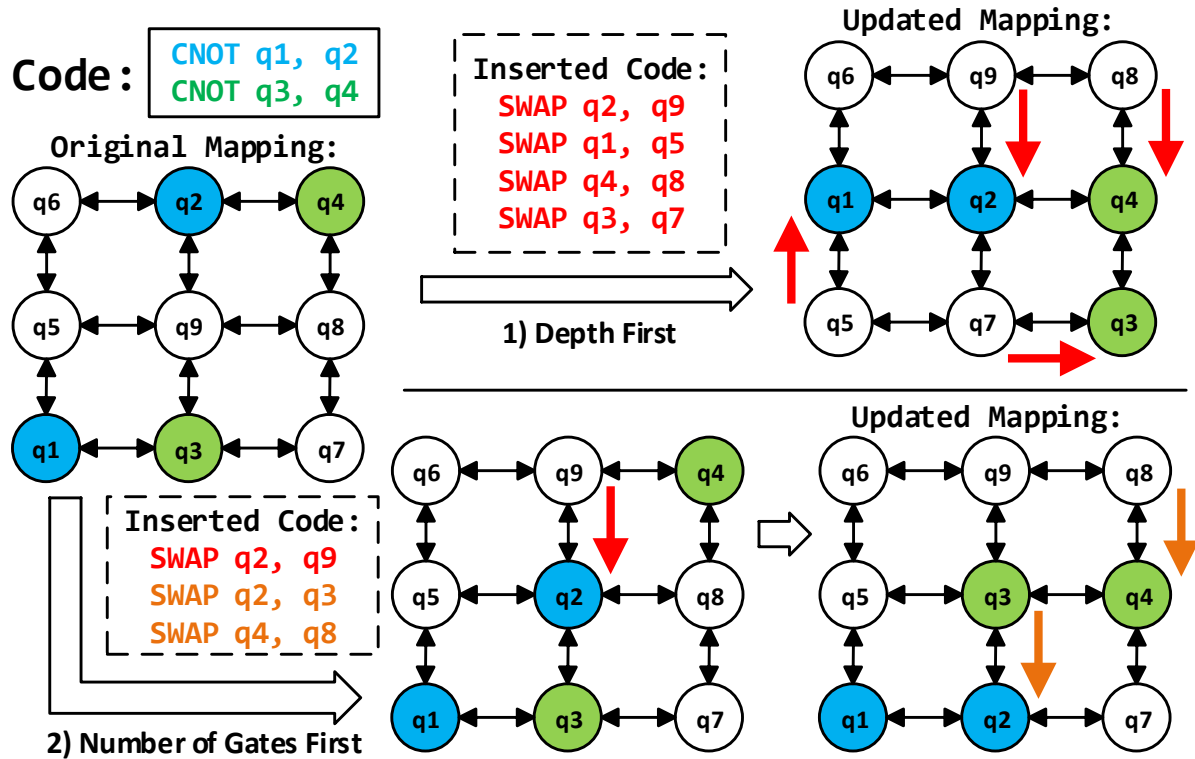 Code:
CNOT q1, q2
CNOT q3, q4
Original Mapping:
q6 q2 q4
q5 q9 q8
q1 q3 q7
Inserted Code:
SWAP q2, q9
SWAP q1, q5
SWAP q4, q8
SWAP q3, q7
1) Depth First
Updated Mapping:
q6 q9 q8
q1 q2 q4
q5 q7 q3
Inserted Code:
SWAP q2, q9
SWAP q2, q3
SWAP q4, q8
2) Number of Gates First
q6 q9 q4
q5 q2 q8
q1 q3 q7
Updated Mapping:
q6 q9 q8
q5 q3 q4
q1 q2 q7